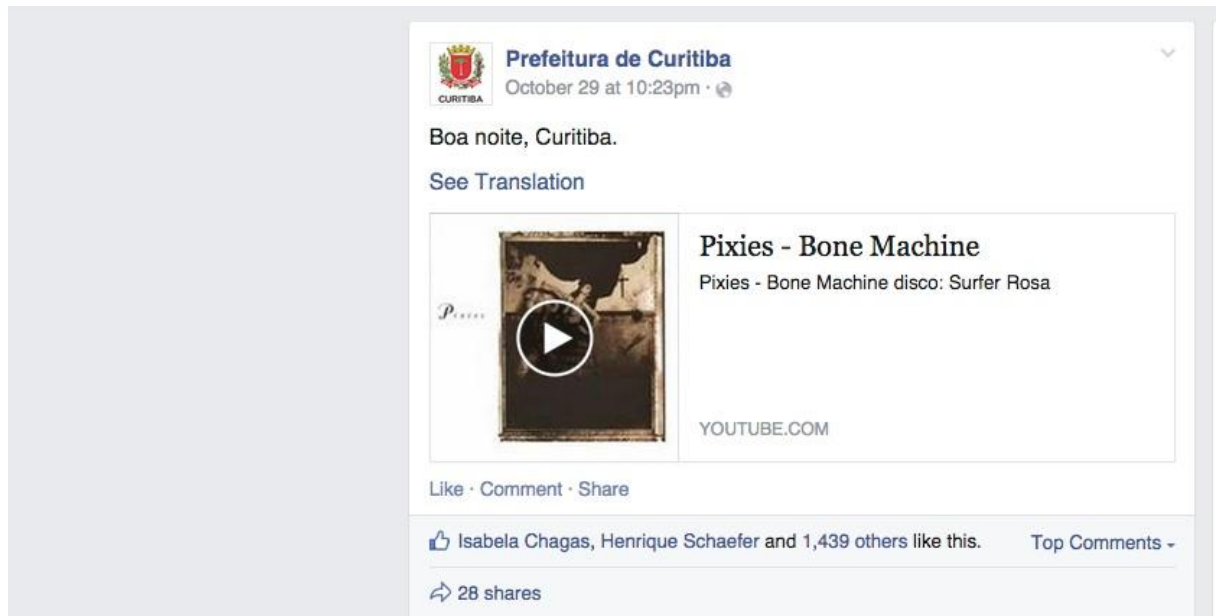 CURITIBA
Prefeitura de Curitiba
October 29 at 10:23pm ·
Boa noite, Curitiba.
See Translation
Pixies
Pixies - Bone Machine
Pixies - Bone Machine disco: Surfer Rosa
YOUTUBE.COM
Like · Comment · Share
Isabela Chagas, Henrique Schaefer and 1,439 others like this.
Top Comments
28 shares